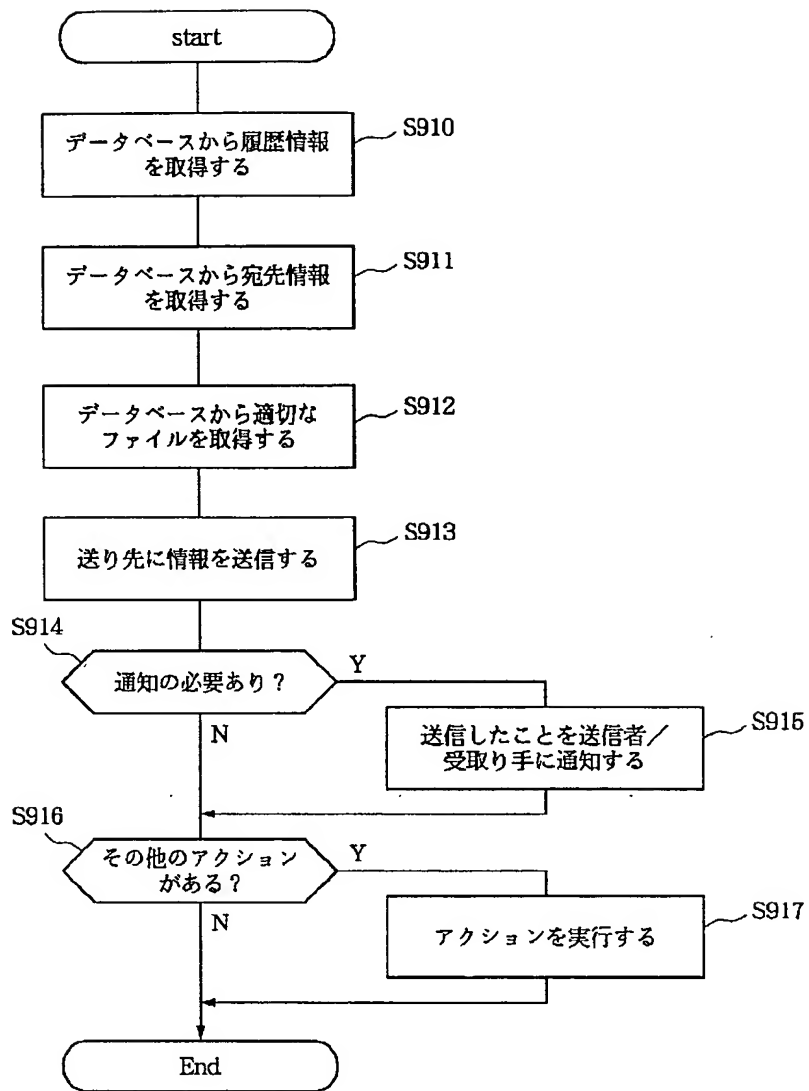 start
S910
データベースから履歴情報
を取得する
S911
データベースから宛先情報
を取得する
S912
データベースから適切な
ファイルを取得する
S913
送り先に情報を送信する
S914
通知の必要あり？
Y
N
S915
送信したことを送信者／
受取り手に通知する
S916
その他のアクション
がある？
Y
N
S917
アクションを実行する
End